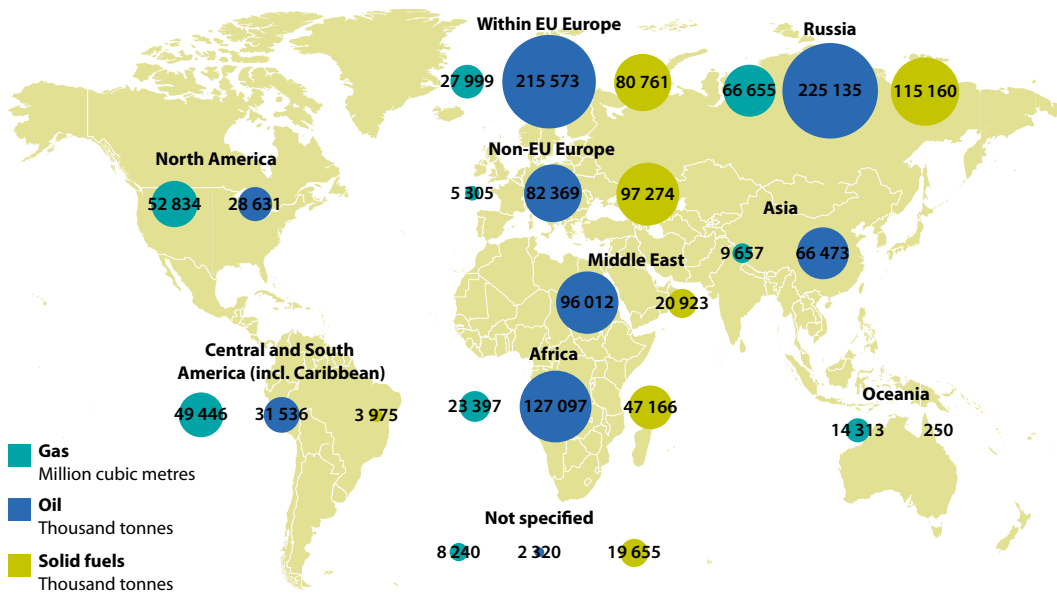 Within EU Europe
27 999
215 573
80 761
Russia
66 655
225 135
115 160
North America
52 834
28 631
Non-EU Europe
5 305
82 369
97 274
Asia
9 657
66 473
Middle East
96 012
20 923
Central and South
America (incl. Caribbean)
49 446
31 536
3 975
Africa
23 397
127 097
47 166
Oceania
14 313
250
Gas
Million cubic metres
Oil
Thousand tonnes
Solid fuels
Thousand tonnes
Not specified
8 240
2 320
19 655